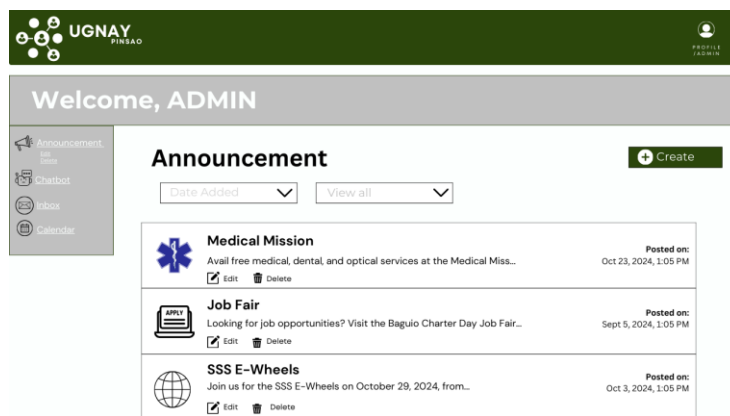 UGNAY
PINSAO
PROFILE
/ADMIN
Welcome, ADMIN
Announcement
Edit
Delete
Chatbot
Inbox
Calendar
Announcement
Create
Date Added
View all
Medical Mission
Avail free medical, dental, and optical services at the Medical Miss...
Edit Delete
Posted on:
Oct 23, 2024, 1:05 PM
APPLY
Job Fair
Looking for job opportunities? Visit the Baguio Charter Day Job Fair...
Edit Delete
Posted on:
Sept 5, 2024, 1:05 PM
SSS E-Wheels
Join us for the SSS E-Wheels on October 29, 2024, from...
Edit Delete
Posted on:
Oct 3, 2024, 1:05 PM